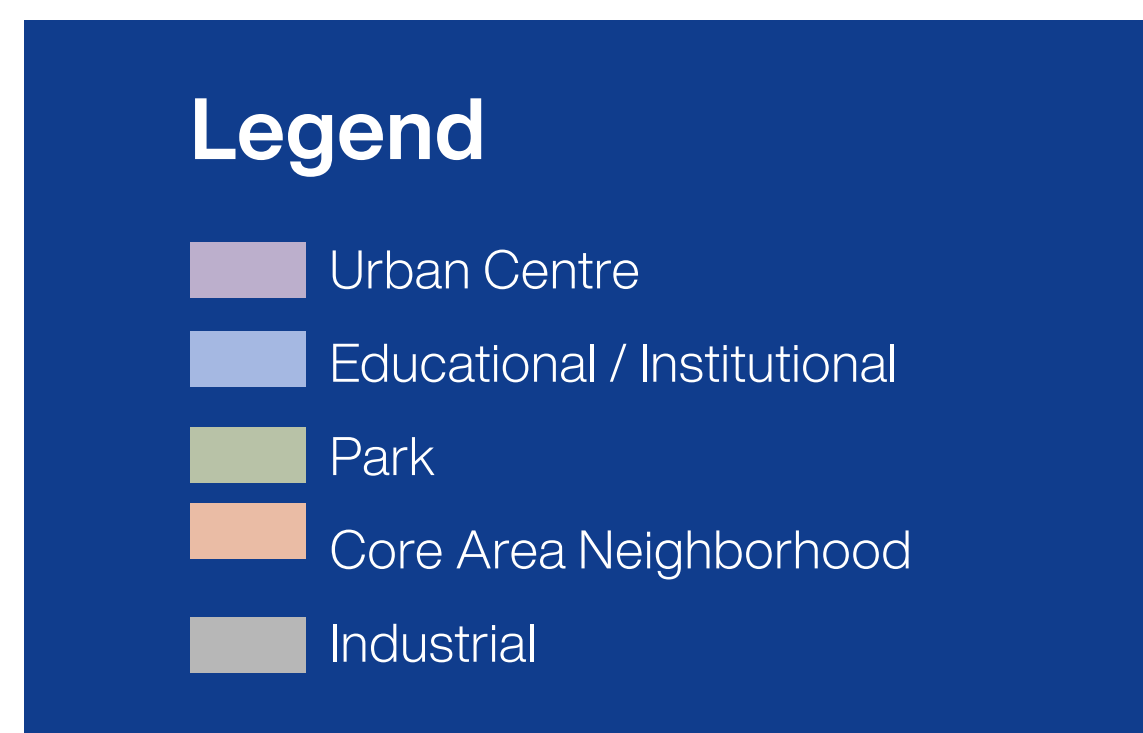 Legend
Urban Centre
Educational / Institutional
Park
Core Area Neighborhood
Industrial